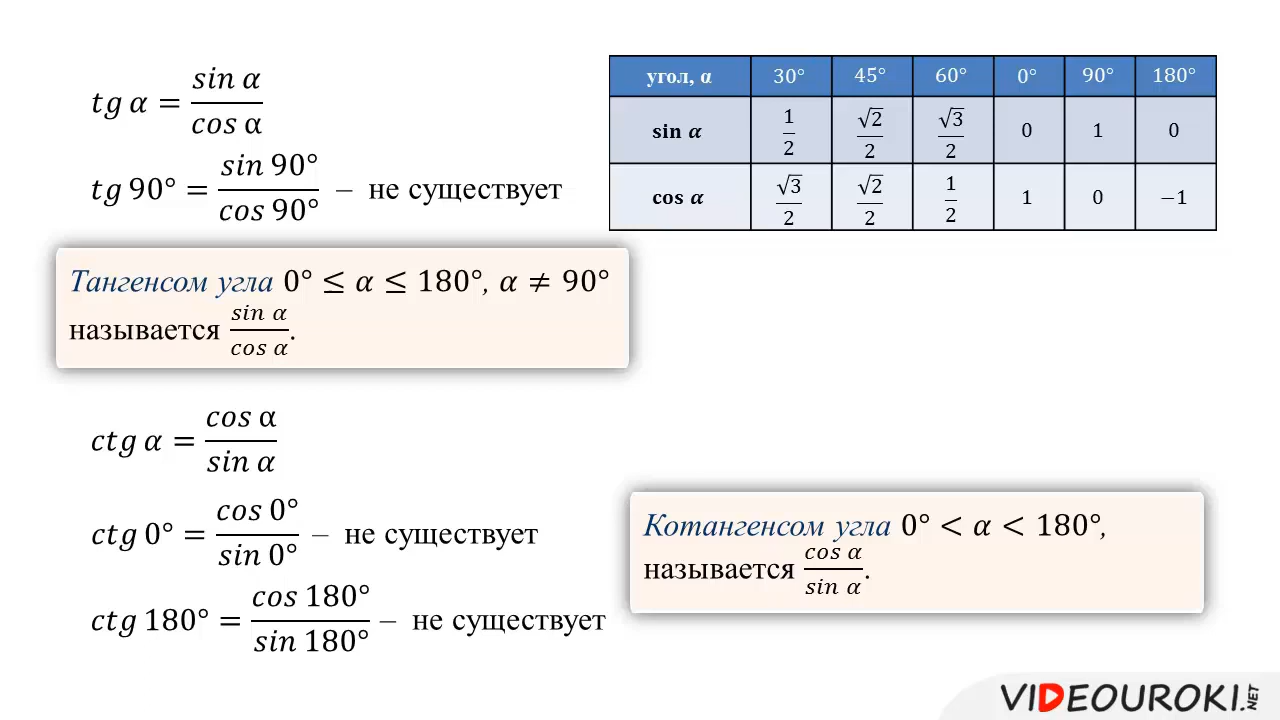 tg α = sin α / cos α
tg 90° = sin 90° / cos 90° – не существует
угол, α 30° 45° 60° 0° 90° 180°
sin α 1/2 √2/2 √3/2 0 1 0
cos α √3/2 √2/2 1/2 1 0 −1
Тангенсом угла 0° ≤ α ≤ 180°, α ≠ 90°
называется sin α / cos α.
ctg α = cos α / sin α
ctg 0° = cos 0° / sin 0° – не существует
ctg 180° = cos 180° / sin 180° – не существует
Котангенсом угла 0° < α < 180°,
называется cos α / sin α.
VIDEOUROKI.NET